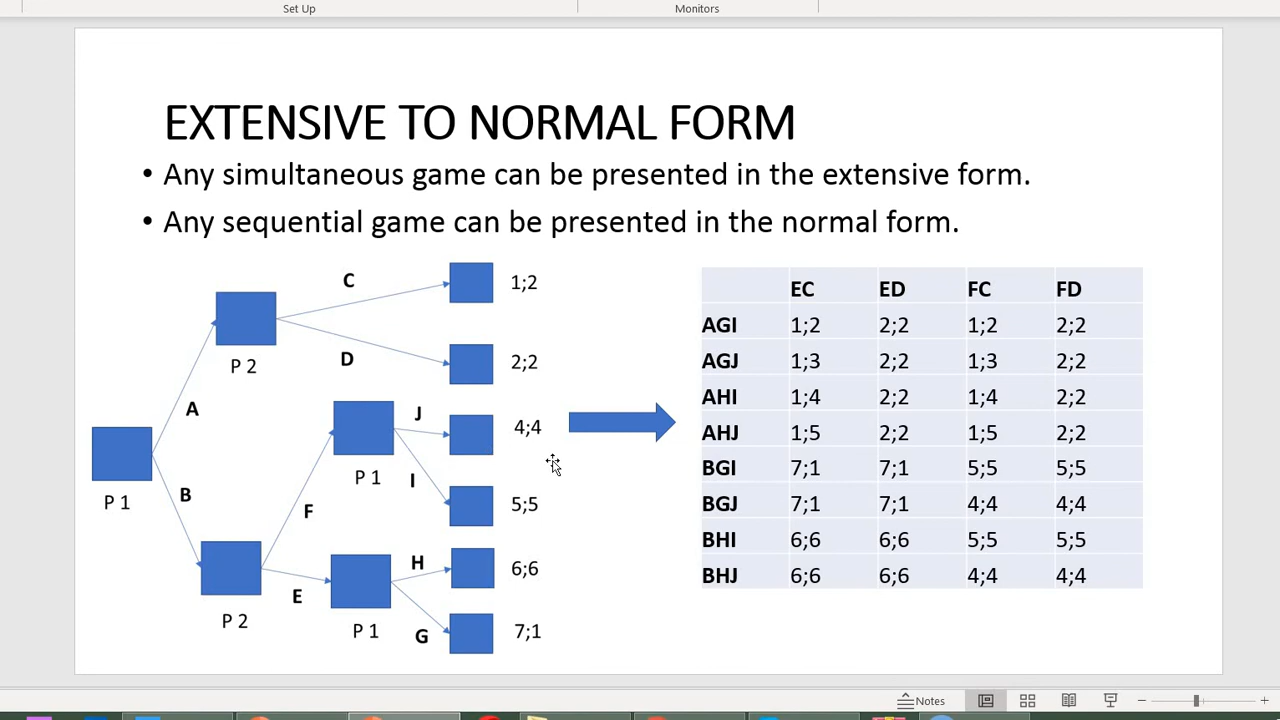 Set Up
Monitors
EXTENSIVE TO NORMAL FORM
• Any simultaneous game can be presented in the extensive form.
• Any sequential game can be presented in the normal form.
C
1;2
P 2
D
2;2
A
J
4;4
P 1
B
P 1
I
5;5
F
H
6;6
E
P 2
P 1
G
7;1
EC ED FC FD
AGI 1;2 2;2 1;2 2;2
AGJ 1;3 2;2 1;3 2;2
AHI 1;4 2;2 1;4 2;2
AHJ 1;5 2;2 1;5 2;2
BGI 7;1 7;1 5;5 5;5
BGJ 7;1 7;1 4;4 4;4
BHI 6;6 6;6 5;5 5;5
BHJ 6;6 6;6 4;4 4;4
Notes